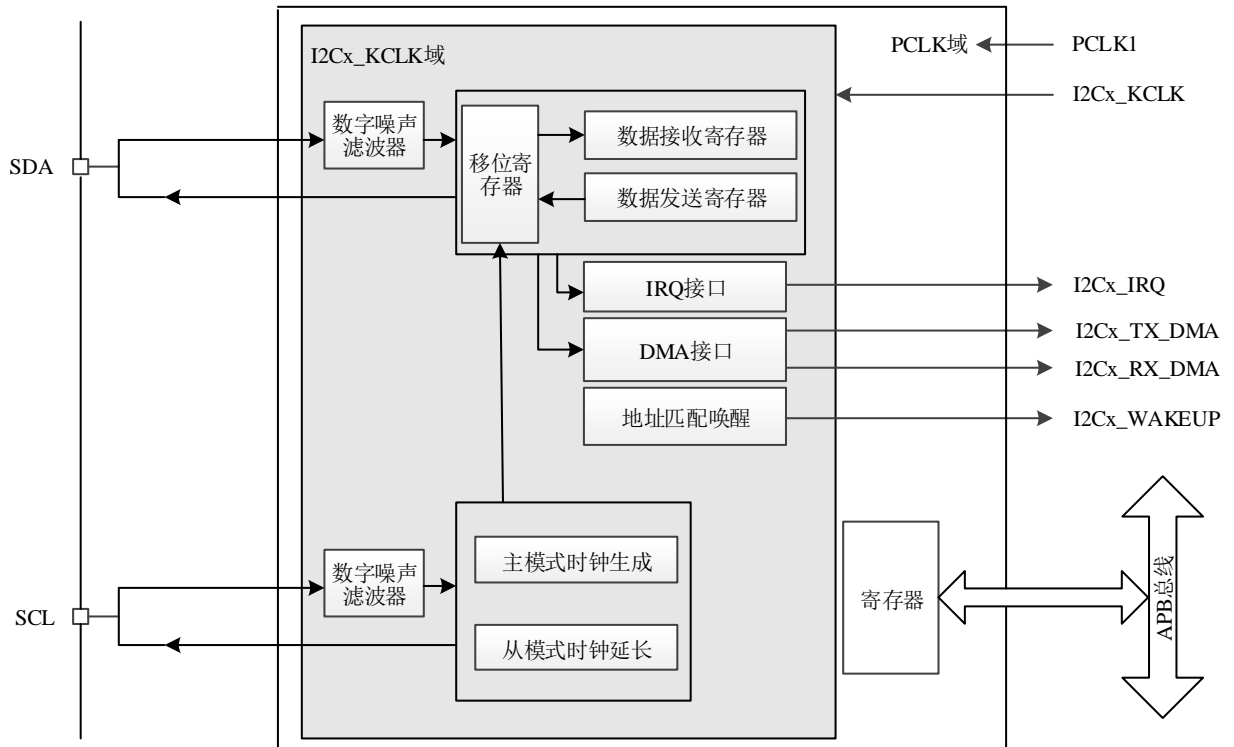 PCLK域
PCLK1
I2Cx_KCLK域
I2Cx_KCLK
数字噪声
滤波器
移位寄
存器
数据接收寄存器
数据发送寄存器
SDA
IRQ接口
I2Cx_IRQ
DMA接口
I2Cx_TX_DMA
I2Cx_RX_DMA
地址匹配唤醒
I2Cx_WAKEUP
数字噪声
滤波器
主模式时钟生成
从模式时钟延长
SCL
寄存器
APB总线